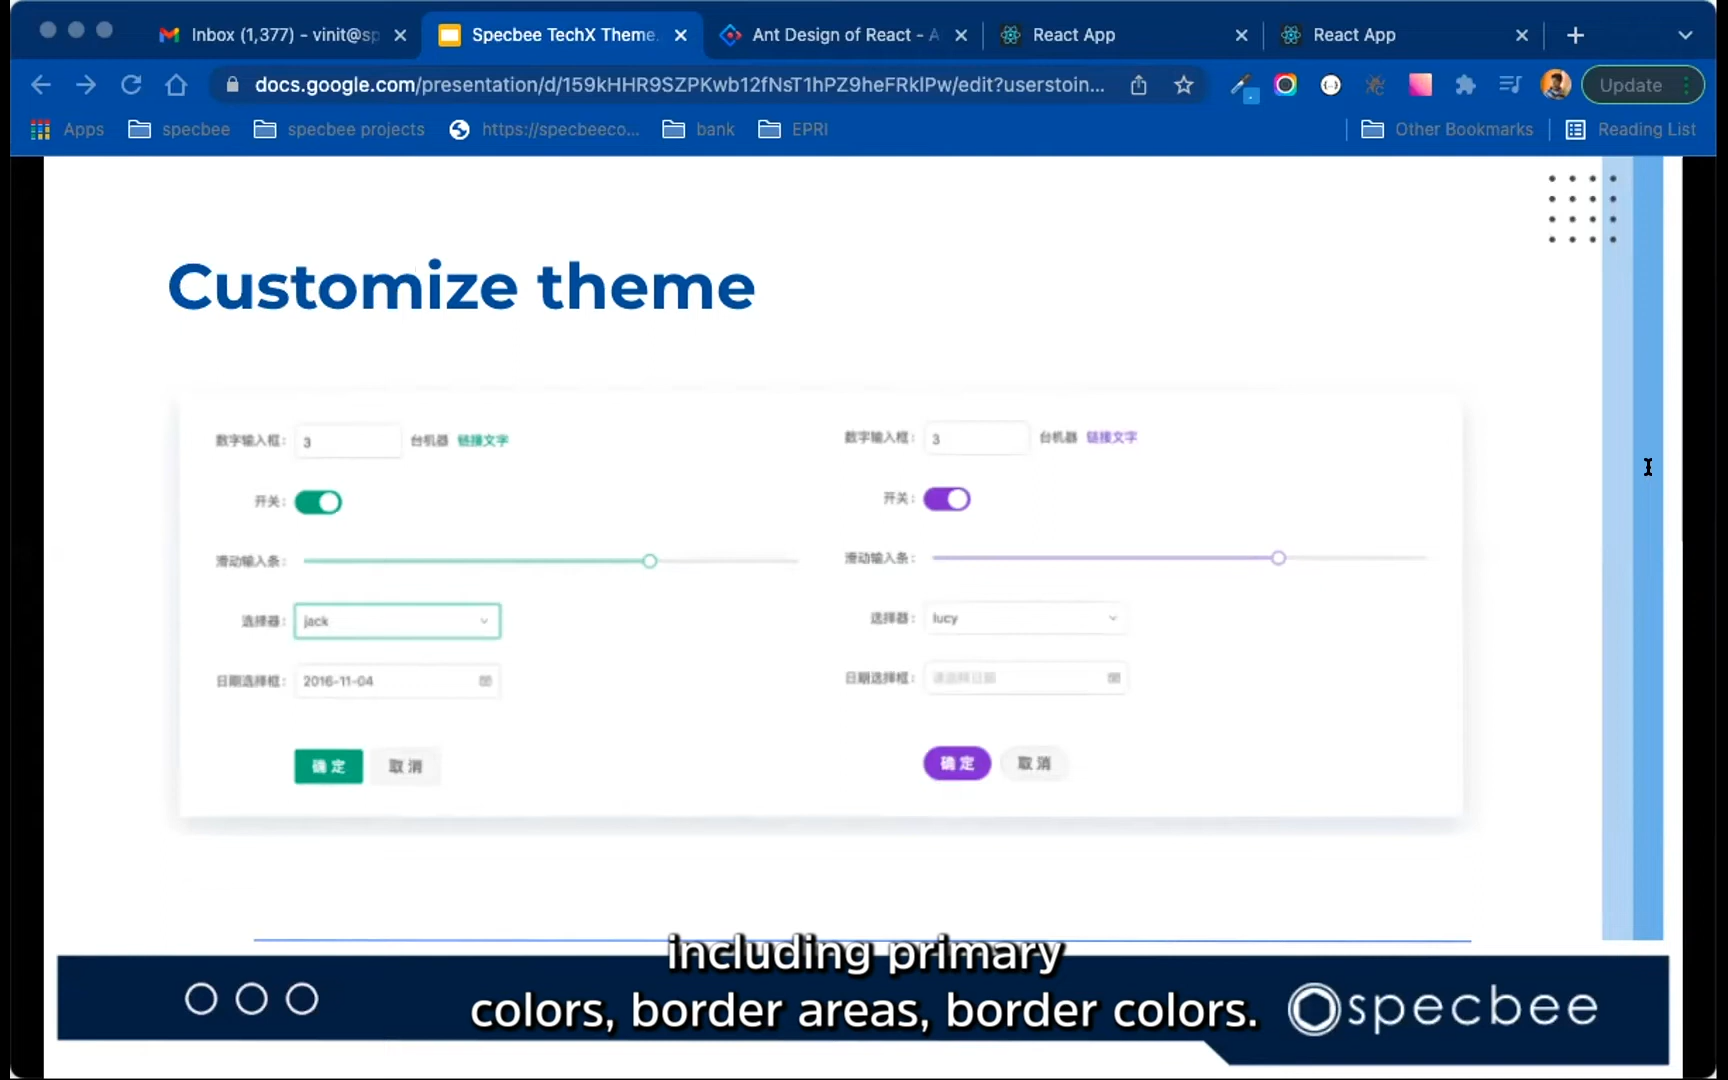 Inbox (1,377) – vinit@sp
Specbee TechX Theme.
Ant Design of React - A
React App
React App
docs.google.com/presentation/d/159kHHR9SZPKwb12fNsT1hPZ9heFRklPw/edit?userstoin...
Update
Apps
specbee
specbee projects
https://specbeeco...
bank
EPRI
Other Bookmarks
Reading List
Customize theme
数字输入框: 3 台机器 链接文字
开关:
滑动输入条:
选择器: jack
日期选择框: 2016-11-04
确 定 取 消
数字输入框: 3 台机器 链接文字
开关:
滑动输入条:
选择器: lucy
日期选择框: 请选择日期
确 定 取 消
including primary
colors, border areas, border colors.
specbee